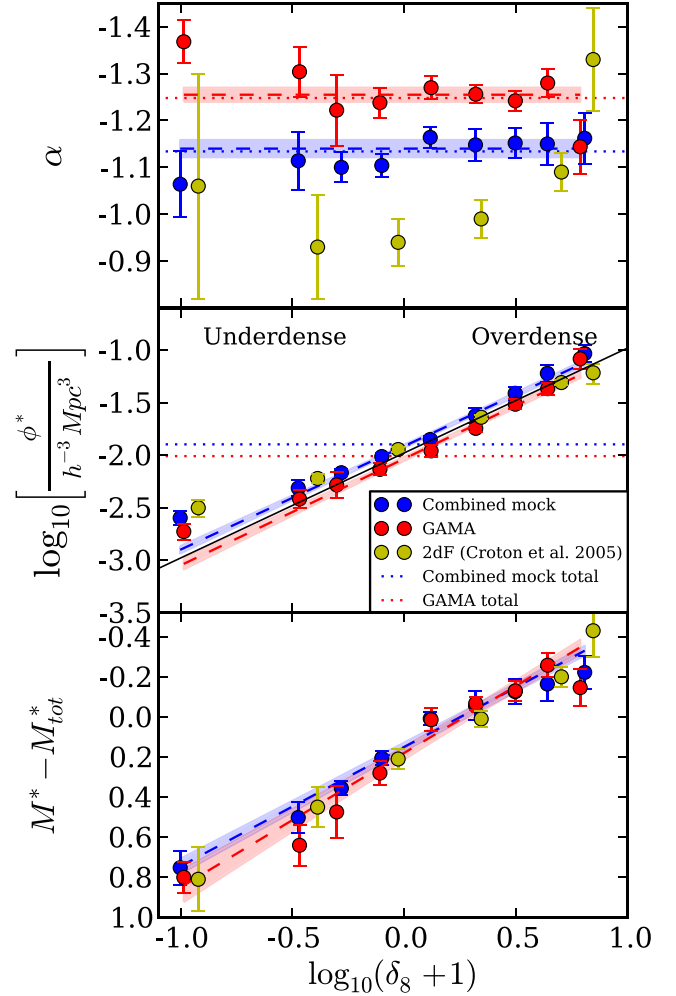 -1.4
-1.3
-1.2
-1.1
-1.0
-0.9
α
Underdense Overdense
-1.0
-1.5
-2.0
-2.5
-3.0
-3.5
log₁₀[φ* / h⁻³ Mpc³]
Combined mock
GAMA
2dF (Croton et al. 2005)
Combined mock total
GAMA total
-0.4
-0.2
0.0
0.2
0.4
0.6
0.8
1.0
M* − M*ₜₒₜ
-1.0 -0.5 0.0 0.5 1.0
log₁₀(δ₈ +1)